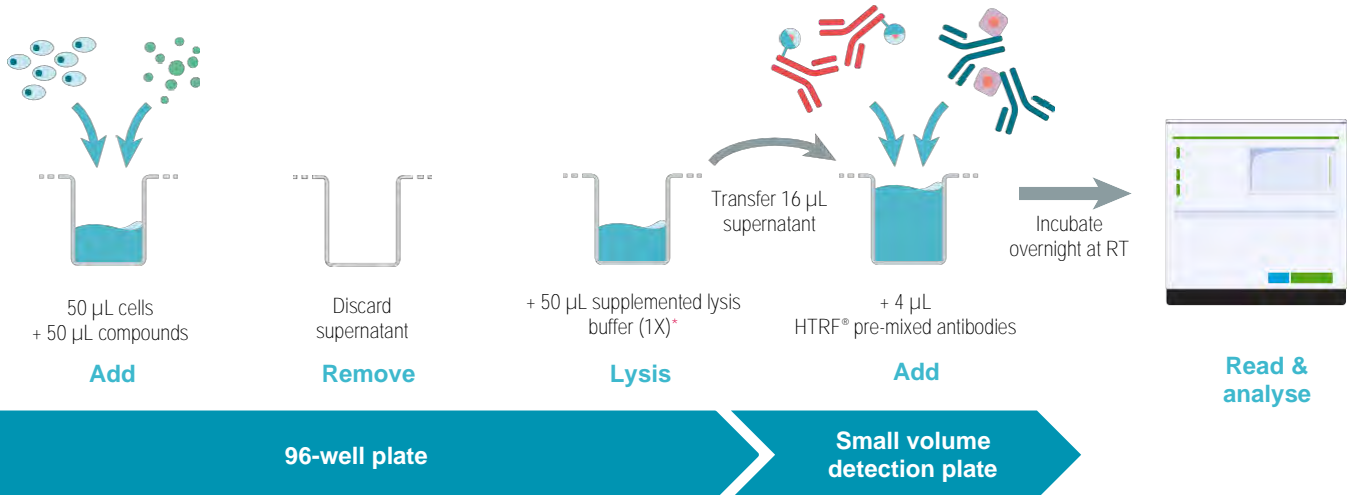 50 µL cells
+ 50 µL compounds
Add
Discard
supernatant
Remove
+ 50 µL supplemented lysis
buffer (1X)*
Lysis
Transfer 16 µL
supernatant
+ 4 µL
HTRF® pre-mixed antibodies
Add
Incubate
overnight at RT
Read &
analyse
96-well plate
Small volume
detection plate